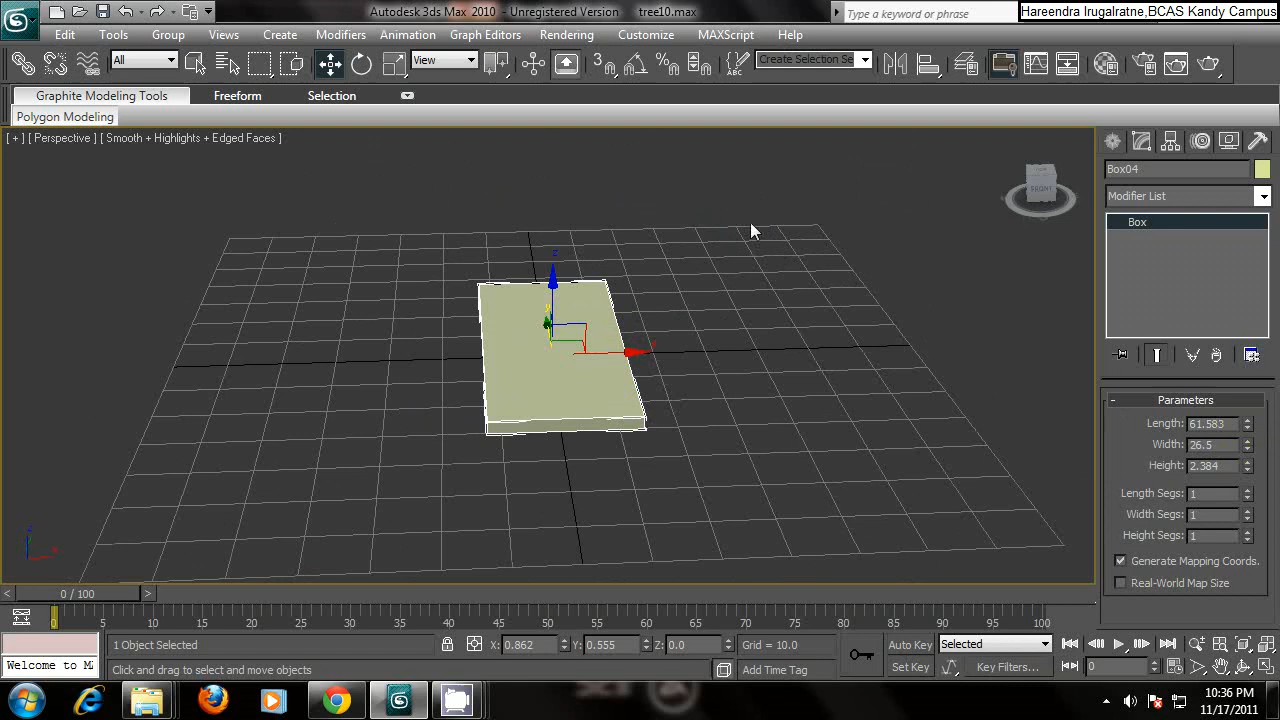 Autodesk 3ds Max 2010 - Unregistered Version tree10.max
Type a keyword or phrase
Hareendra Irugalratne,BCAS Kandy Campus
Edit Tools Group Views Create Modifiers Animation Graph Editors Rendering Customize MAXScript Help
All
View
Create Selection Se
Graphite Modeling Tools Freeform Selection
Polygon Modeling
[ + ] [ Perspective ] [ Smooth + Highlights + Edged Faces ]
FRONT
Box04
Modifier List
Box
z
x
Parameters
Length: 61.583
Width: 26.5
Height: 2.384
Length Segs: 1
Width Segs: 1
Height Segs: 1
Generate Mapping Coords.
Real-World Map Size
< 0 / 100 >
0 5 10 15 20 25 30 35 40 45 50 55 60 65 70 75 80 85 90 95 100
1 Object Selected X: 0.862 Y: 0.555 Z: 0.0 Grid = 10.0 Auto Key Selected
Welcome to MA Click and drag to select and move objects Add Time Tag Set Key Key Filters... 0
10:36 PM
11/17/2011